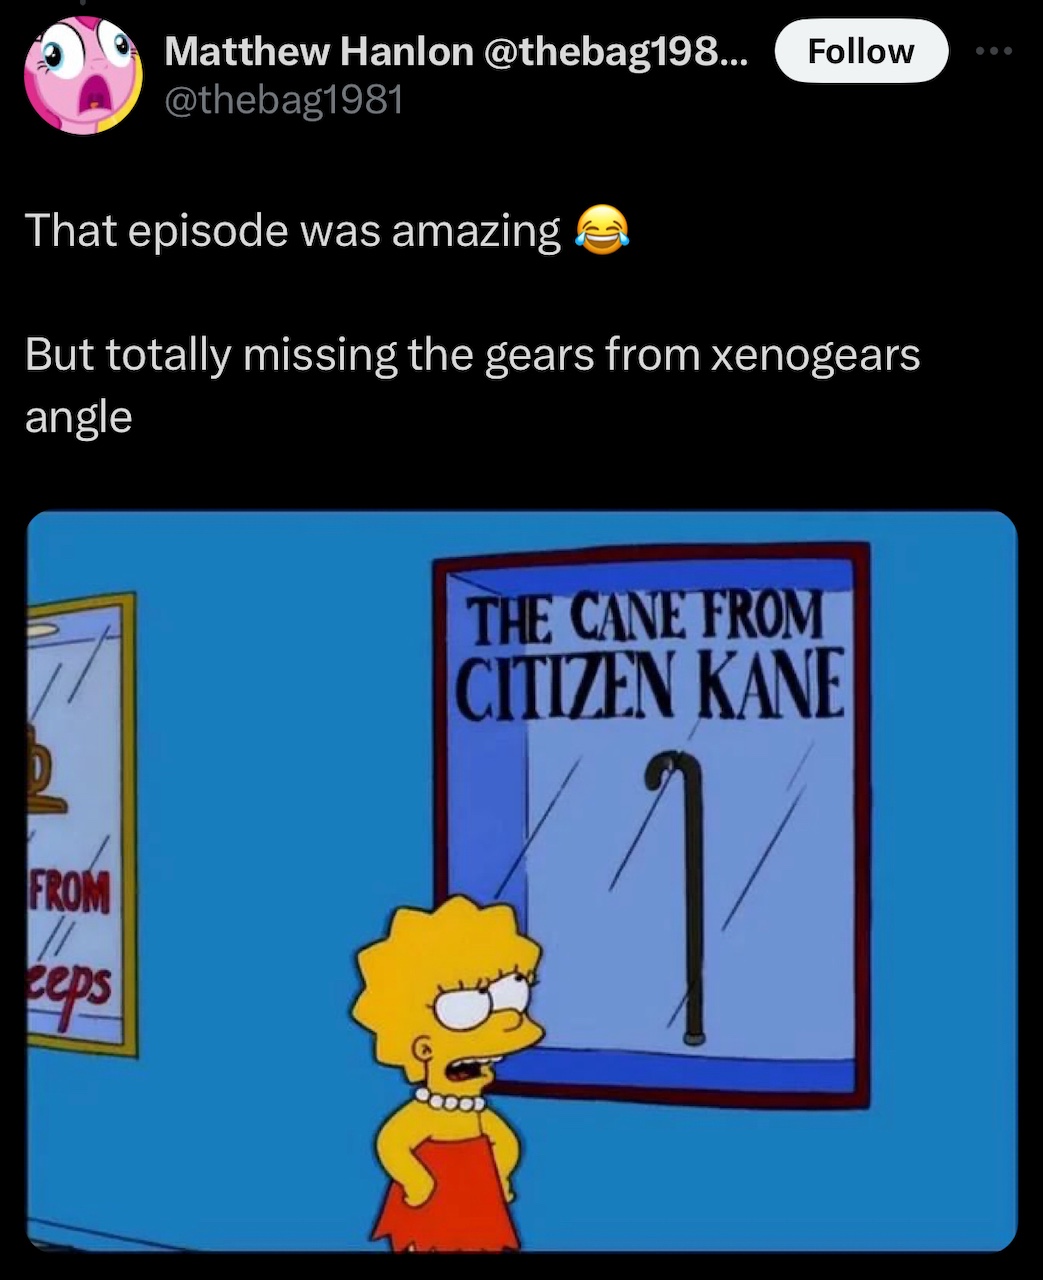 Matthew Hanlon @thebag198...
Follow
@thebag1981
That episode was amazing 😂
But totally missing the gears from xenogears
angle
THE CANE FROM
CITIZEN KANE
FROM
eeps